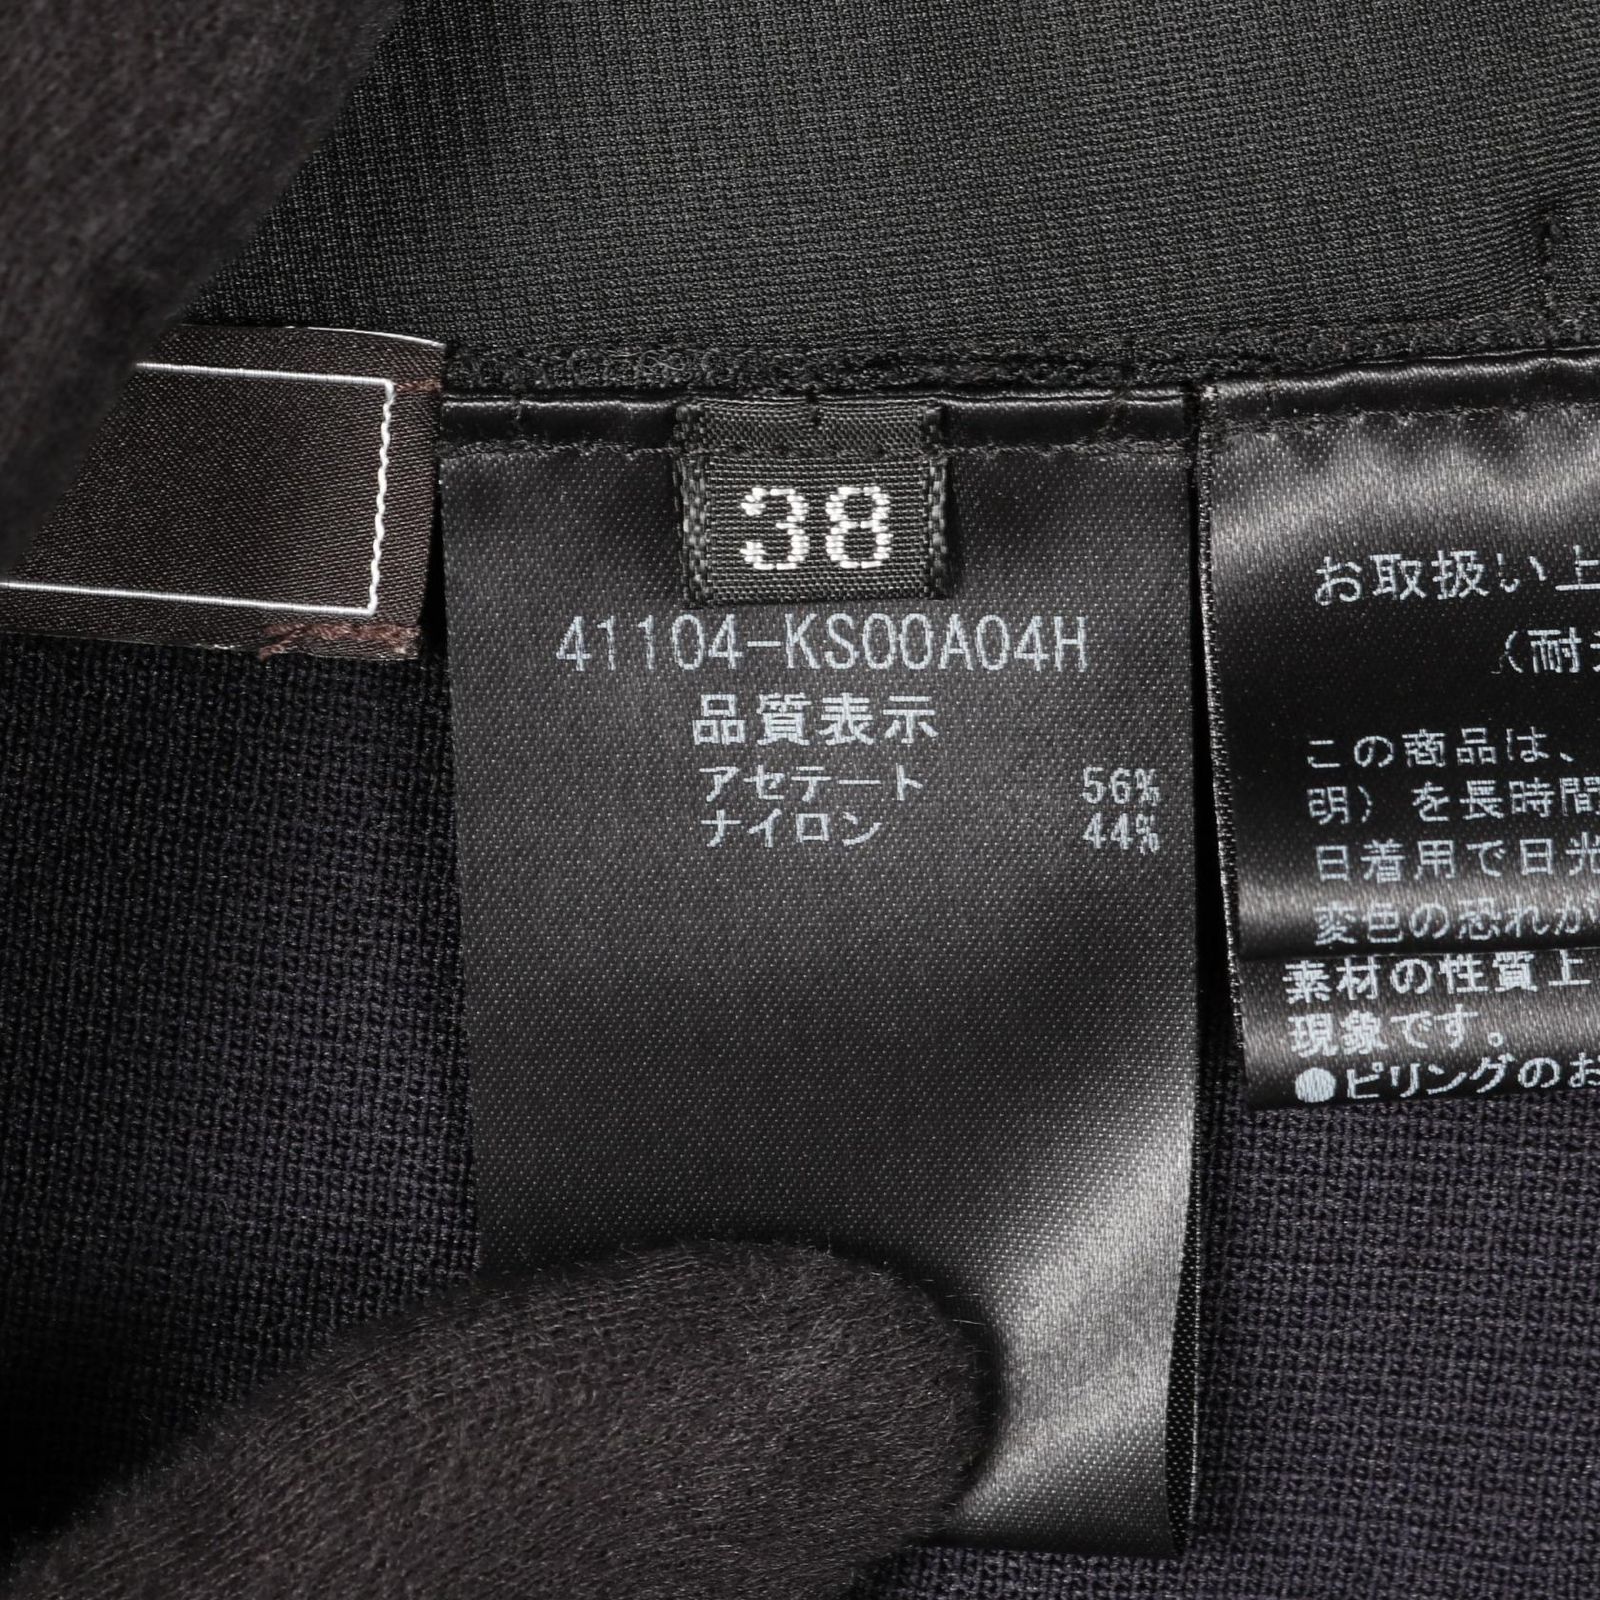 38
41104-KS00A04H
品質表示
アセテート 56%
ナイロン 44%
お取扱い上
この商品は、
明）を長時間
日着用で日光
変色の恐れが
素材の性質上
現象です。
●ピリングのお